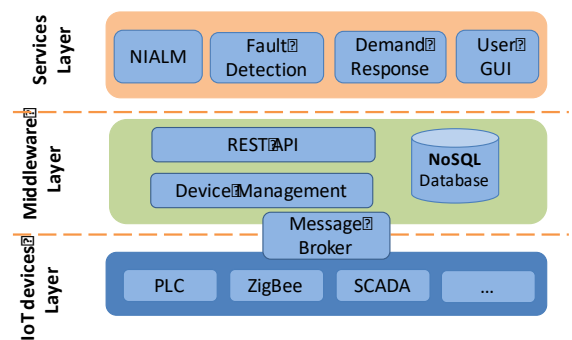 Services
Layer
NIALM
Fault
Detection
Demand
Response
User
GUI
Middleware
Layer
REST API
NoSQL
Database
Device Management
Message
Broker
IoT devices
Layer
PLC
ZigBee
SCADA
...